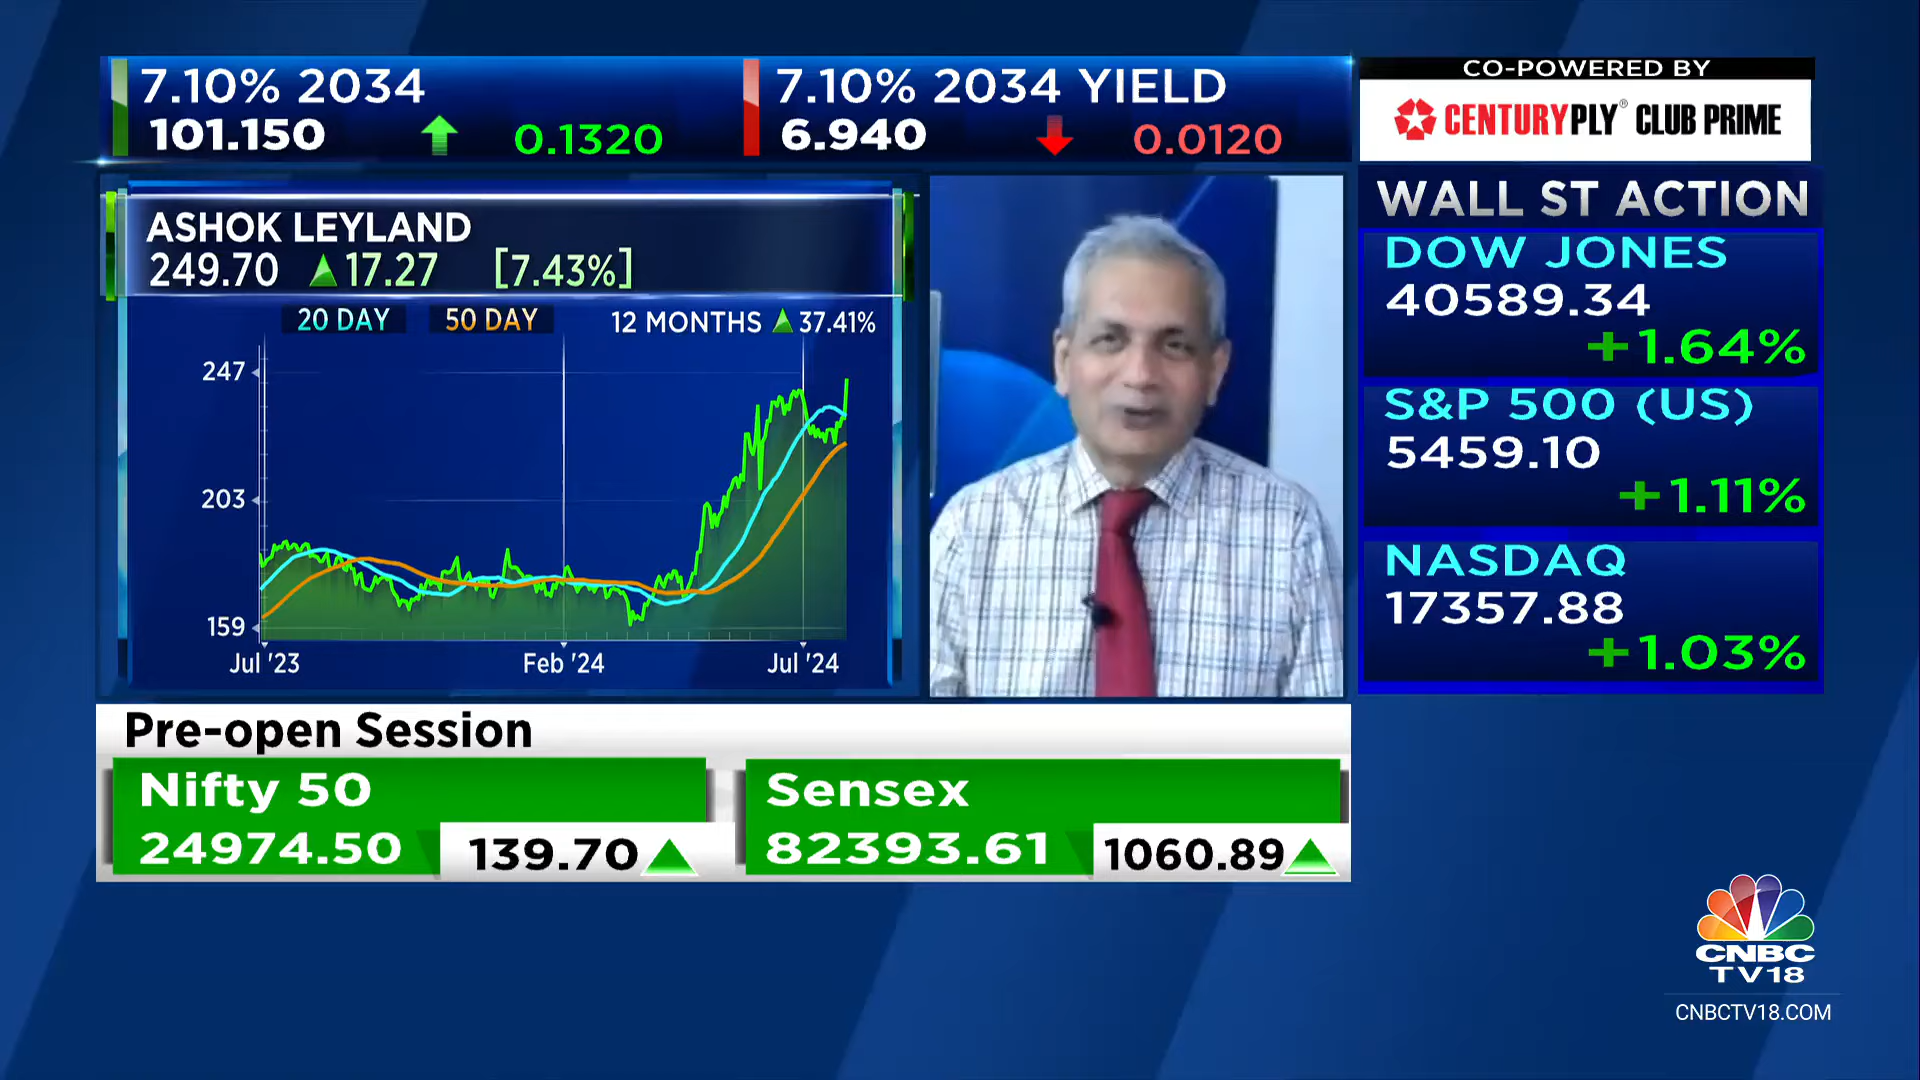 7.10% 2034
101.150 0.1320
7.10% 2034 YIELD
6.940 0.0120
CO-POWERED BY
CENTURYPLY® CLUB PRIME
ASHOK LEYLAND
249.70 17.27 [7.43%]
20 DAY 50 DAY 12 MONTHS 37.41%
247
203
159
Jul '23 Feb '24 Jul '24
WALL ST ACTION
DOW JONES
40589.34
+1.64%
S&P 500 (US)
5459.10
+1.11%
NASDAQ
17357.88
+1.03%
Pre-open Session
Nifty 50
24974.50 139.70
Sensex
82393.61 1060.89
CNBC
TV18
CNBCTV18.COM